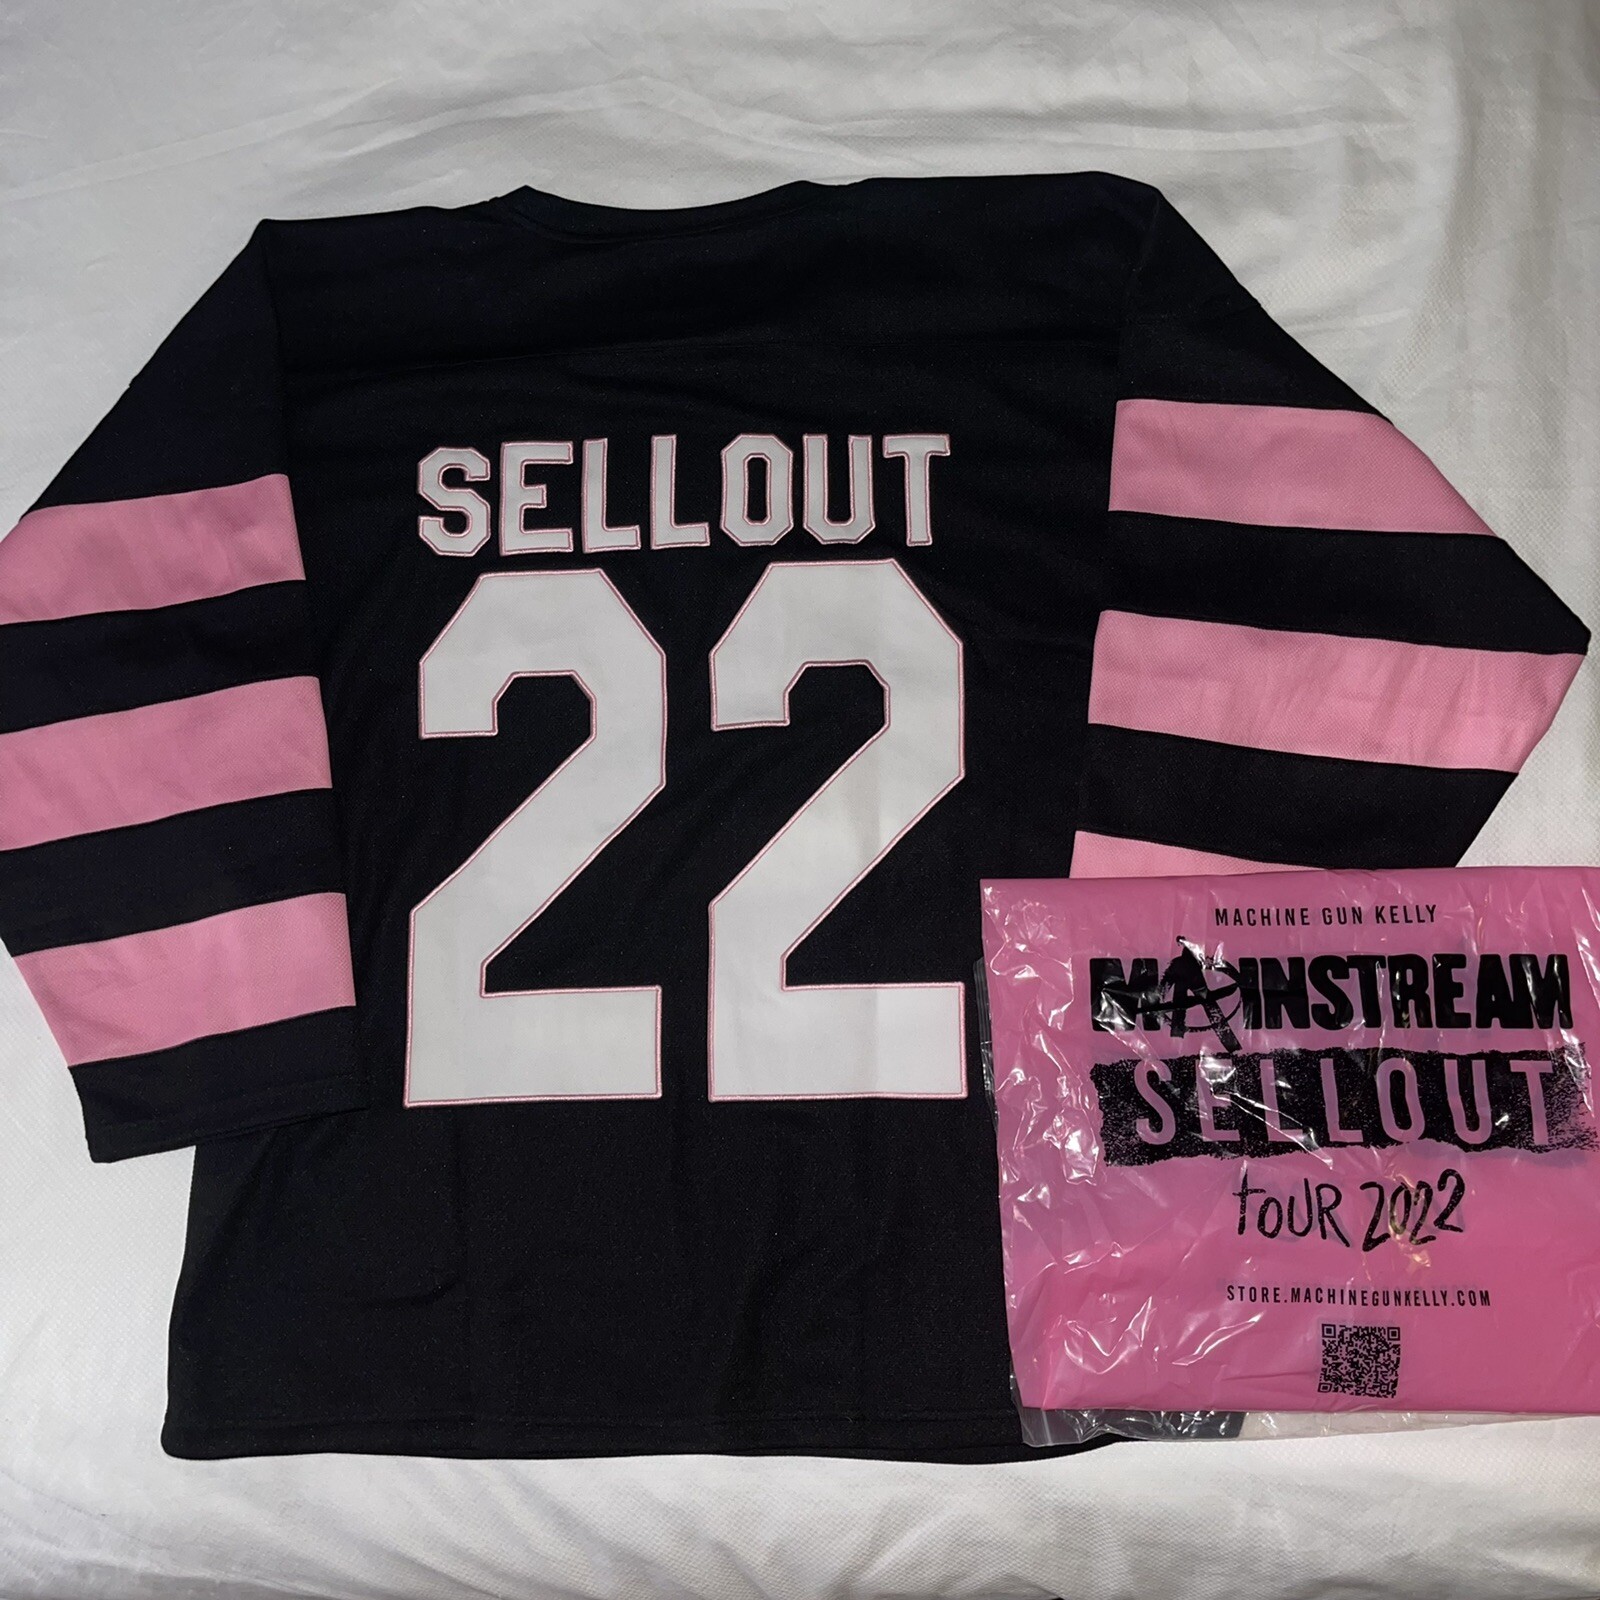 SELLOUT
22
MACHINE GUN KELLY
MAINSTREAM
SELLOUT
toUR 2022
STORE.MACHINEGUNKELLY.COM